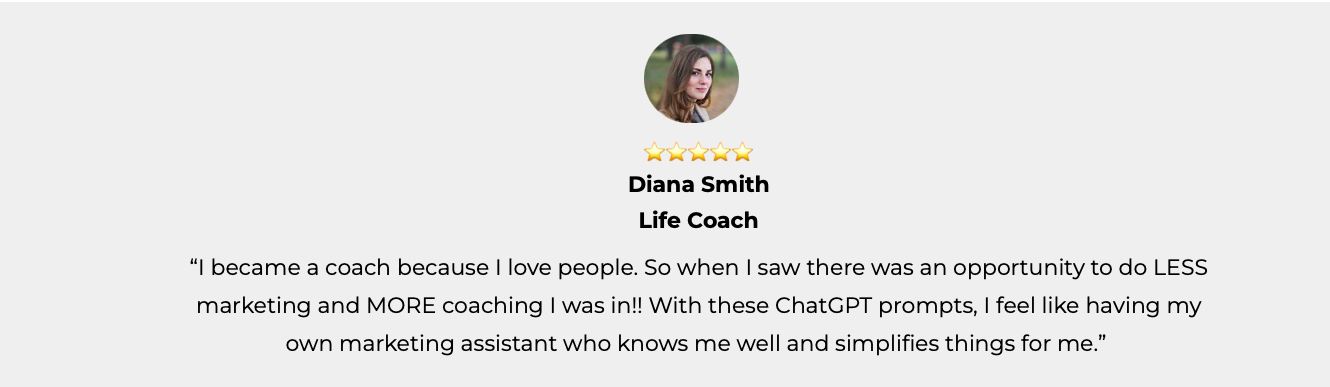 Diana Smith
Life Coach
“I became a coach because I love people. So when I saw there was an opportunity to do LESS
marketing and MORE coaching I was in!! With these ChatGPT prompts, I feel like having my
own marketing assistant who knows me well and simplifies things for me.”